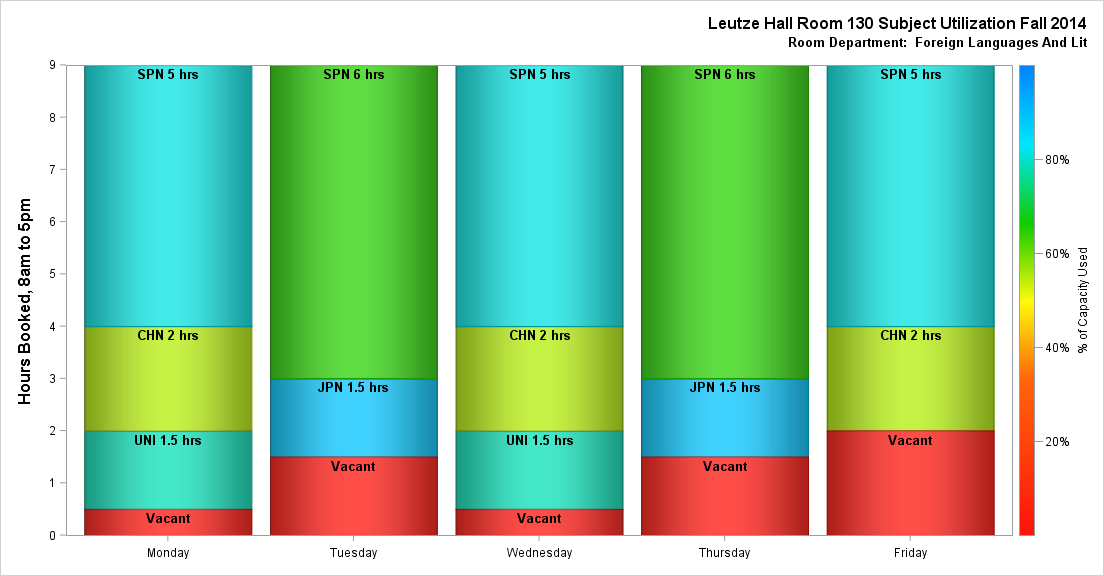 Leutze Hall Room 130 Subject Utilization Fall 2014
Room Department:  Foreign Languages And Lit
Hours Booked, 8am to 5pm
9
8
7
6
5
4
3
2
1
0
SPN 5 hrs
CHN 2 hrs
UNI 1.5 hrs
Vacant
Monday
SPN 6 hrs
JPN 1.5 hrs
Vacant
Tuesday
SPN 5 hrs
CHN 2 hrs
UNI 1.5 hrs
Vacant
Wednesday
SPN 6 hrs
JPN 1.5 hrs
Vacant
Thursday
SPN 5 hrs
CHN 2 hrs
Vacant
Friday
80%
60%
40%
20%
% of Capacity Used